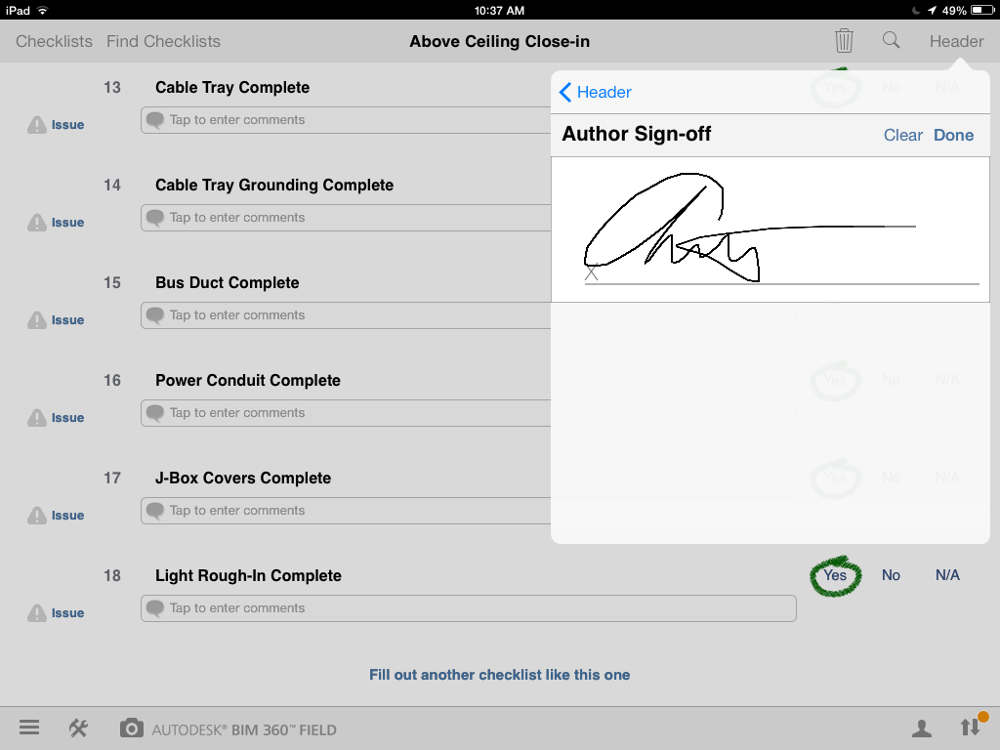 iPad 10:37 AM 49%
Checklists Find Checklists Above Ceiling Close-in Header
13 Cable Tray Complete Yes No N/A
Header
Issue Tap to enter comments
Author Sign-off Clear Done
14 Cable Tray Grounding Complete
Issue Tap to enter comments
X
15 Bus Duct Complete
Issue Tap to enter comments
16 Power Conduit Complete Yes No N/A
Issue Tap to enter comments
17 J-Box Covers Complete Yes No N/A
Issue Tap to enter comments
18 Light Rough-In Complete Yes No N/A
Issue Tap to enter comments
Fill out another checklist like this one
AUTODESK® BIM 360™ FIELD